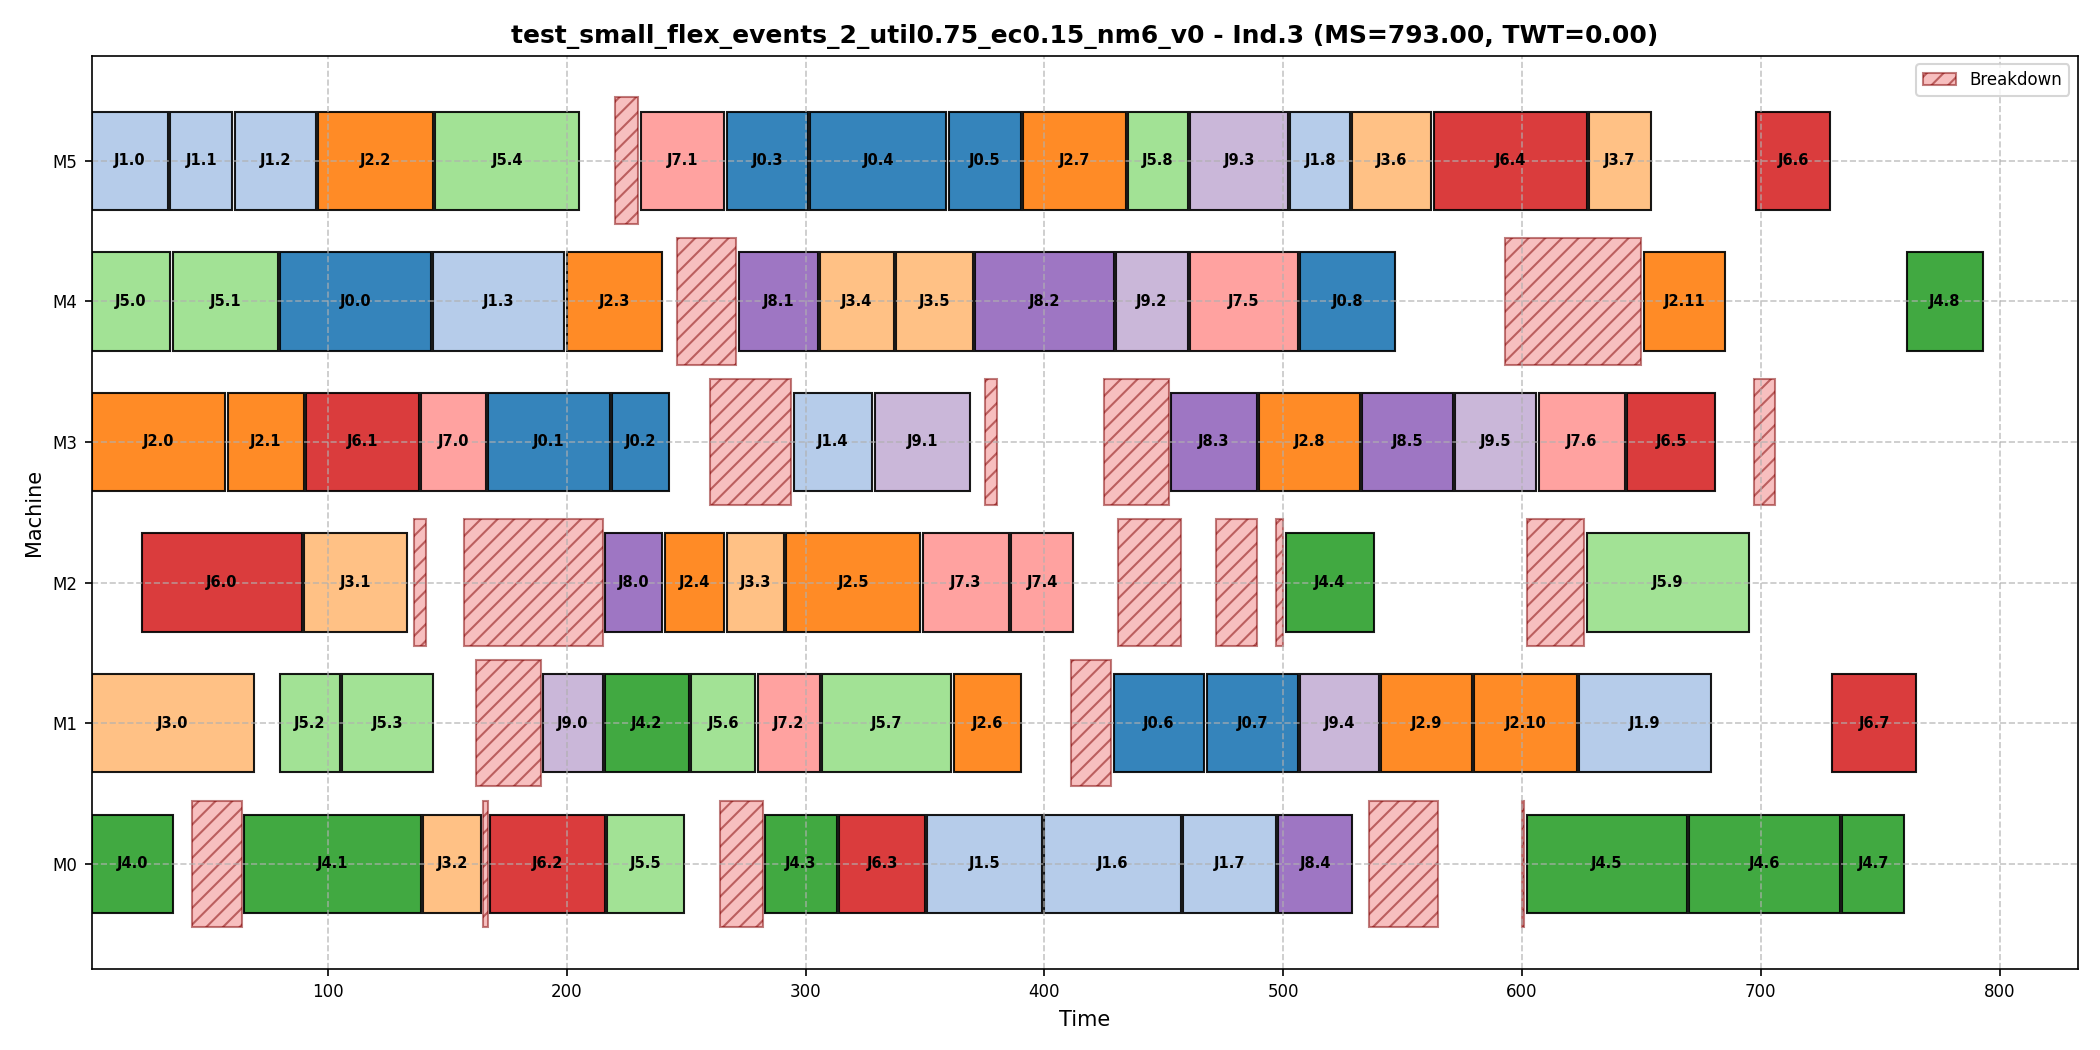 test_small_flex_events_2_util0.75_ec0.15_nm6_v0 - Ind.3 (MS=793.00, TWT=0.00)
Breakdown
M5
J1.0 J1.1 J1.2 J2.2 J5.4 J7.1 J0.3 J0.4 J0.5 J2.7 J5.8 J9.3 J1.8 J3.6 J6.4 J3.7 J6.6
M4
J5.0 J5.1 J0.0 J1.3 J2.3 J8.1 J3.4 J3.5 J8.2 J9.2 J7.5 J0.8 J2.11 J4.8
M3
J2.0 J2.1 J6.1 J7.0 J0.1 J0.2 J1.4 J9.1 J8.3 J2.8 J8.5 J9.5 J7.6 J6.5
M2
J6.0 J3.1 J8.0 J2.4 J3.3 J2.5 J7.3 J7.4 J4.4 J5.9
M1
J3.0 J5.2 J5.3 J9.0 J4.2 J5.6 J7.2 J5.7 J2.6 J0.6 J0.7 J9.4 J2.9 J2.10 J1.9 J6.7
M0
J4.0 J4.1 J3.2 J6.2 J5.5 J4.3 J6.3 J1.5 J1.6 J1.7 J8.4 J4.5 J4.6 J4.7
Machine
100 200 300 400 500 600 700 800
Time